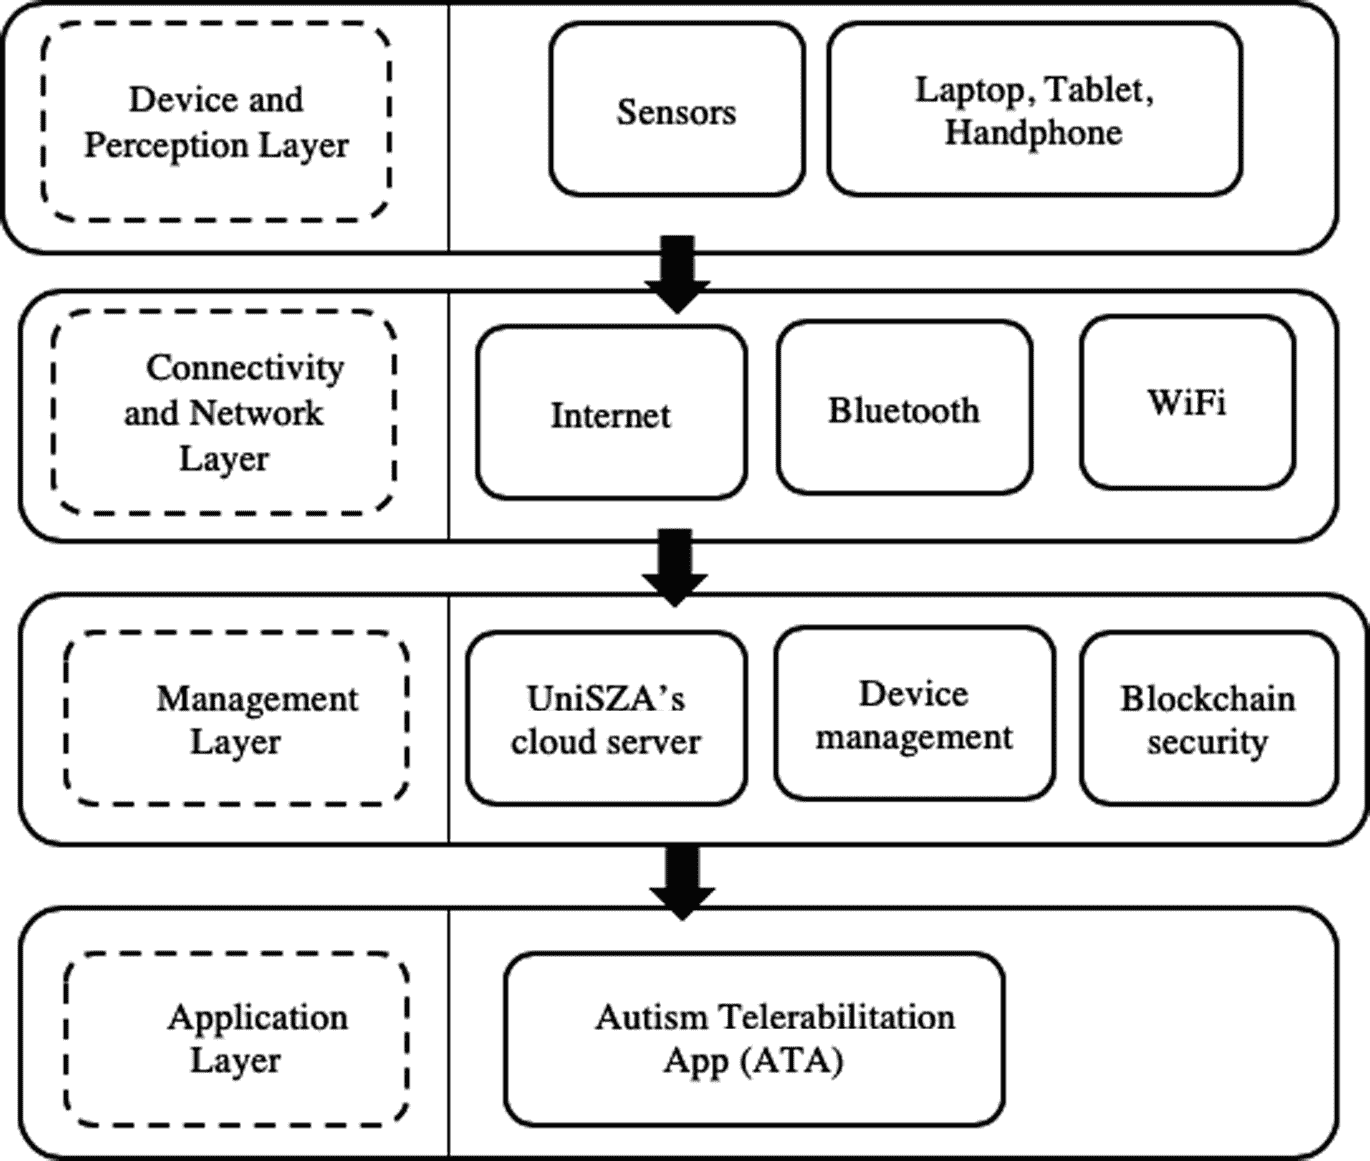 Device and
Perception Layer
Sensors
Laptop, Tablet,
Handphone
Connectivity
and Network
Layer
Internet
Bluetooth
WiFi
Management
Layer
UniSZA's
cloud server
Device
management
Blockchain
security
Application
Layer
Autism Telerabilitation
App (ATA)